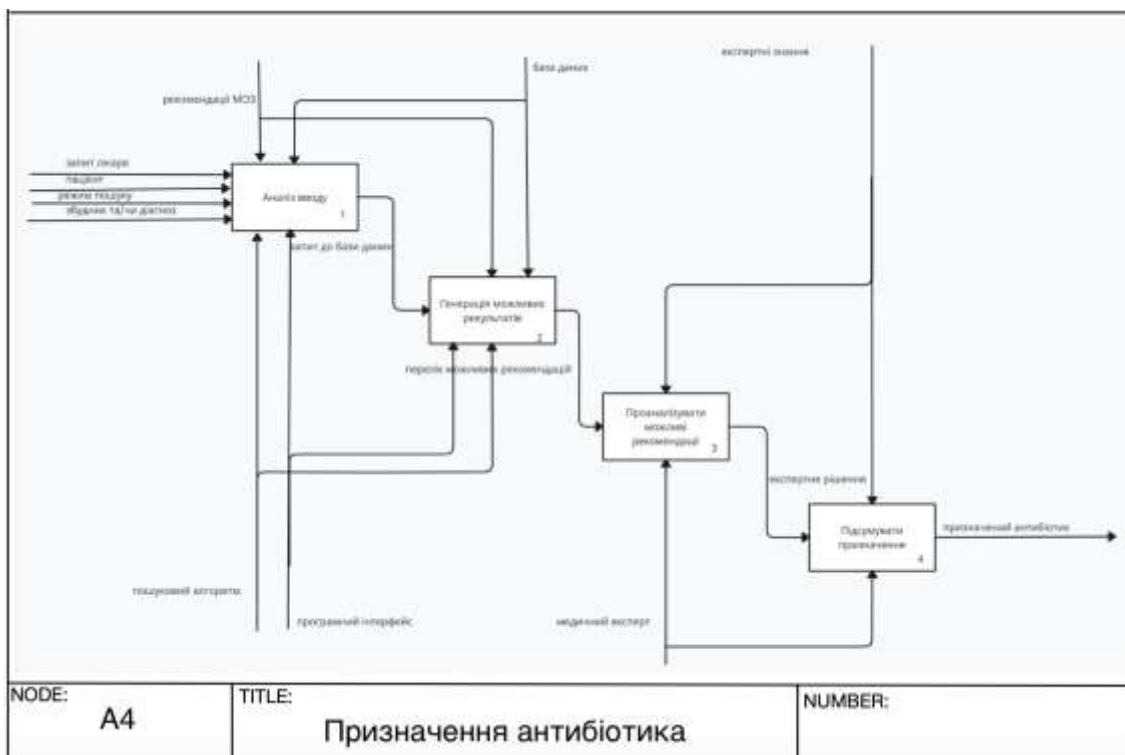 експертні знання
база даних
рекомендації МОЗ
запит лікаря
пацієнт
режим пошуку
збудник та/чи діагноз
Аналіз вводу
1
запит до бази даних
Генерація можливих
результатів
2
перелік можливих рекомендацій
Проаналізувати
можливі
рекомендації
3
експертне рішення
Підсумувати
призначення
4
призначений антибіотик
пошуковий алгоритм
програмний інтерфейс
медичний експерт
NODE:
A4
TITLE:
Призначення антибіотика
NUMBER: